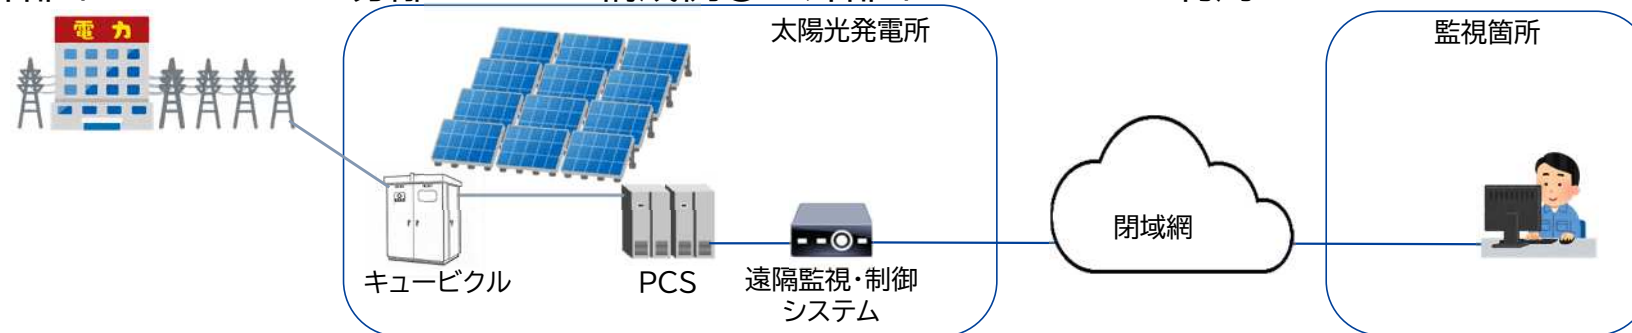 太陽光発電所
監視箇所
電力
閉域網
キュービクル
PCS
遠隔監視・制御
システム